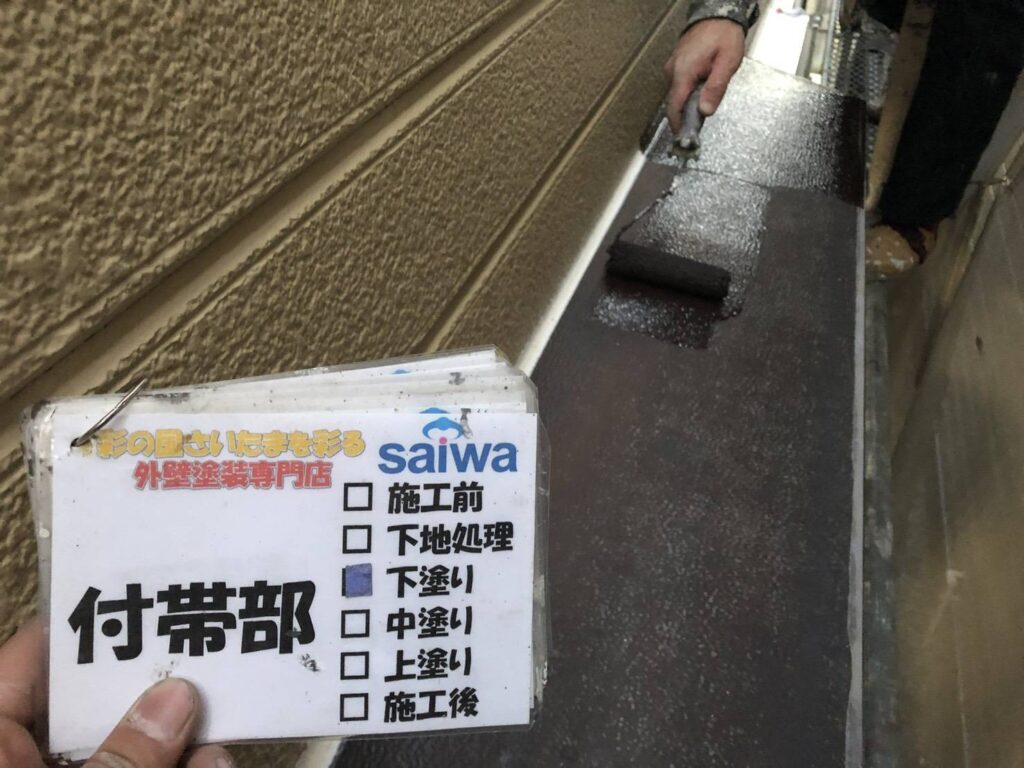 彩の国さいたまを彩る
外壁塗装専門店
saiwa
施工前
下地処理
下塗り
中塗り
上塗り
施工後
付帯部